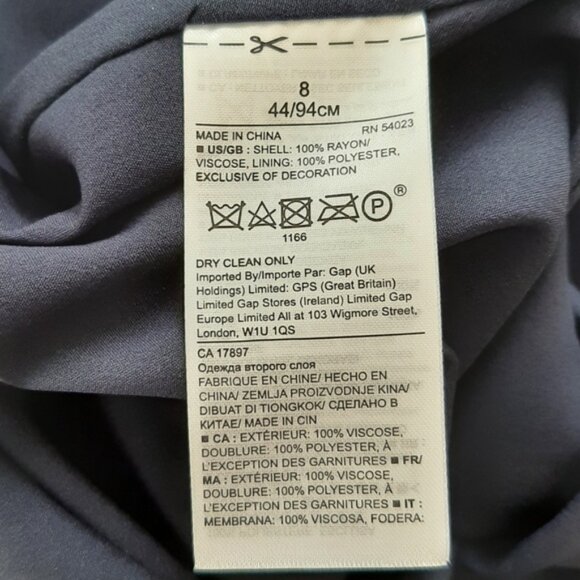 8
44/94CM
MADE IN CHINA RN 54023
■ US/GB : SHELL: 100% RAYON/
VISCOSE, LINING: 100% POLYESTER,
EXCLUSIVE OF DECORATION
P ®
1166
DRY CLEAN ONLY
Imported By/Importe Par: Gap (UK
Holdings) Limited: GPS (Great Britain)
Limited Gap Stores (Ireland) Limited Gap
Europe Limited All at 103 Wigmore Street,
London, W1U 1QS
CA 17897
Одежда второго слоя
FABRIQUE EN CHINE/ HECHO EN
CHINA/ ZEMLJA PROIZVODNJE KINA/
DIBUAT DI TIONGKOK/ СДЕЛАНО В
КИТАЕ/ MADE IN CIN
■ CA : EXTÉRIEUR: 100% VISCOSE,
DOUBLURE: 100% POLYESTER, À
L'EXCEPTION DES GARNITURES ■ FR/
MA : EXTÉRIEUR: 100% VISCOSE,
DOUBLURE: 100% POLYESTER, À
L'EXCEPTION DES GARNITURES ■ IT :
MEMBRANA: 100% VISCOSA, FODERA: